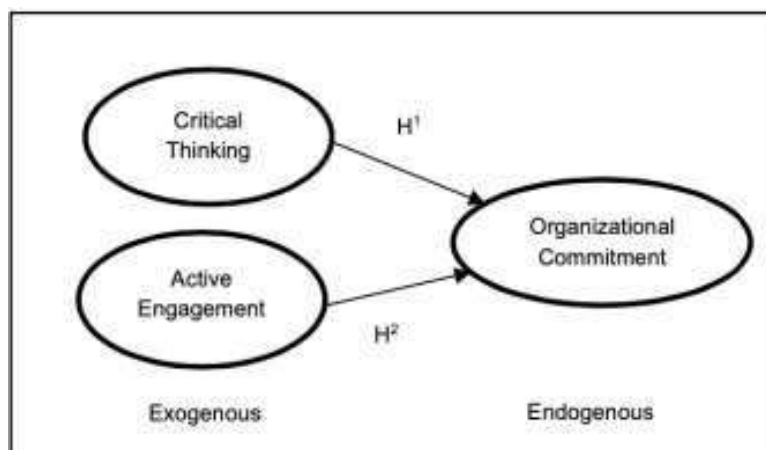 Critical
Thinking
H¹
Organizational
Commitment
Active
Engagement
H²
Exogenous
Endogenous